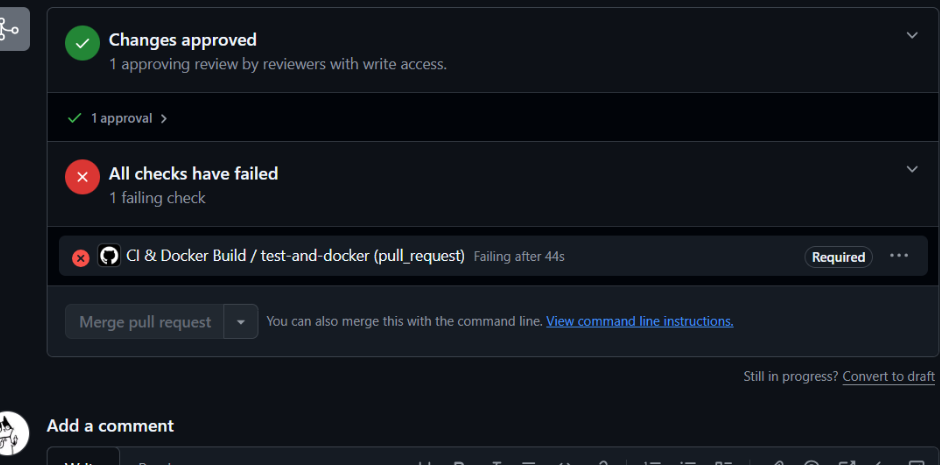 Changes approved
1 approving review by reviewers with write access.
1 approval
All checks have failed
1 failing check
CI & Docker Build / test-and-docker (pull_request) Failing after 44s Required
Merge pull request You can also merge this with the command line. View command line instructions.
Still in progress? Convert to draft
Add a comment